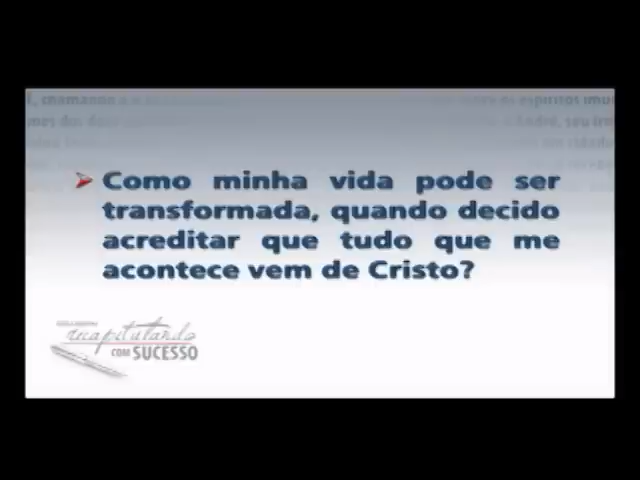 Como minha vida pode ser
transformada, quando decido
acreditar que tudo que me
acontece vem de Cristo?
recapitulando
COM SUCESSO